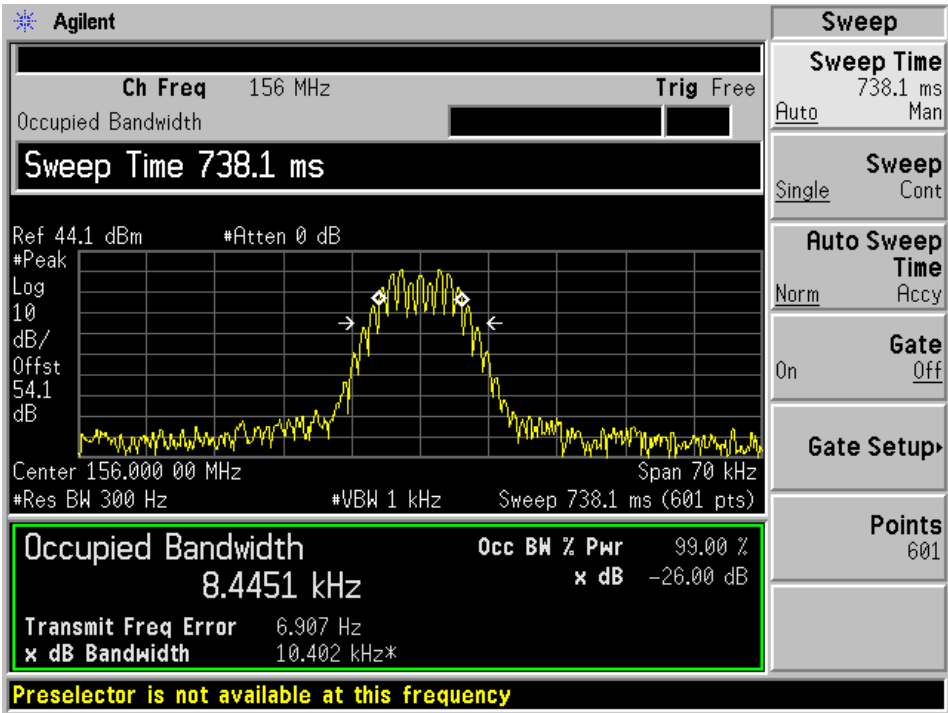 Agilent
Ch Freq 156 MHz Trig Free
Occupied Bandwidth
Sweep Time 738.1 ms
Ref 44.1 dBm #Atten 0 dB
#Peak
Log
10
dB/
Offst
54.1
dB
Center 156.000 00 MHz Span 70 kHz
#Res BW 300 Hz #VBW 1 kHz Sweep 738.1 ms (601 pts)
Occupied Bandwidth Occ BW % Pwr 99.00 %
8.4451 kHz x dB -26.00 dB
Transmit Freq Error 6.907 Hz
x dB Bandwidth 10.402 kHz*
Preselector is not available at this frequency
Sweep
Sweep Time
738.1 ms
Auto Man
Sweep
Single Cont
Auto Sweep
Time
Norm Accy
Gate
On Off
Gate Setup
Points
601